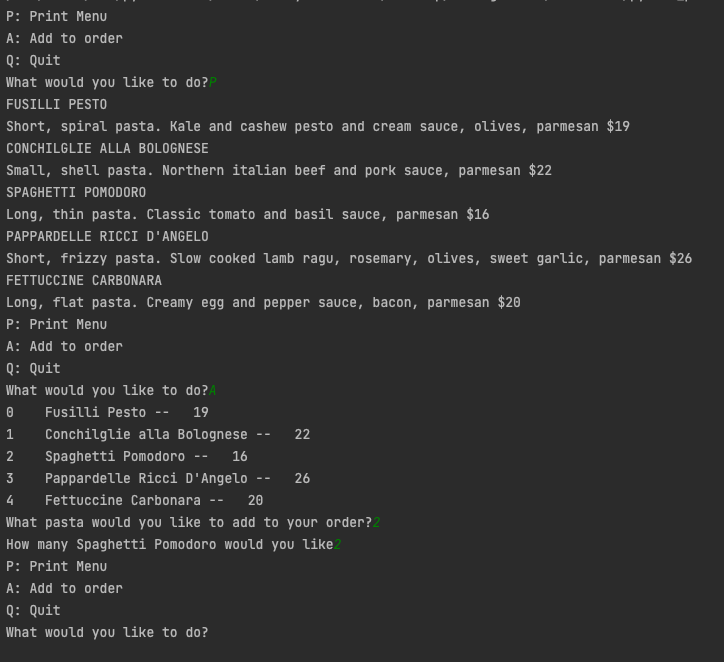 P: Print Menu
A: Add to order
Q: Quit
What would you like to do?P
FUSILLI PESTO
Short, spiral pasta. Kale and cashew pesto and cream sauce, olives, parmesan $19
CONCHILGLIE ALLA BOLOGNESE
Small, shell pasta. Northern italian beef and pork sauce, parmesan $22
SPAGHETTI POMODORO
Long, thin pasta. Classic tomato and basil sauce, parmesan $16
PAPPARDELLE RICCI D'ANGELO
Short, frizzy pasta. Slow cooked lamb ragu, rosemary, olives, sweet garlic, parmesan $26
FETTUCCINE CARBONARA
Long, flat pasta. Creamy egg and pepper sauce, bacon, parmesan $20
P: Print Menu
A: Add to order
Q: Quit
What would you like to do?A
0    Fusilli Pesto --   19
1    Conchilglie alla Bolognese --   22
2    Spaghetti Pomodoro --   16
3    Pappardelle Ricci D'Angelo --   26
4    Fettuccine Carbonara --   20
What pasta would you like to add to your order?2
How many Spaghetti Pomodoro would you like2
P: Print Menu
A: Add to order
Q: Quit
What would you like to do?